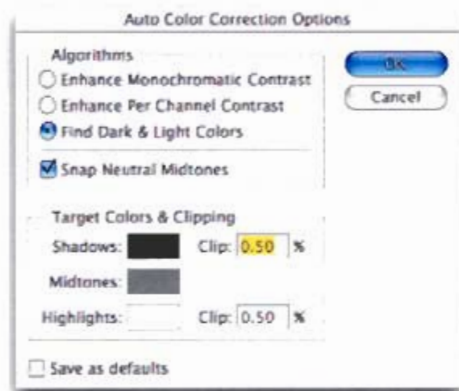 Auto Color Correction Options
Algorithms
Enhance Monochromatic Contrast
Enhance Per Channel Contrast
Find Dark & Light Colors
Snap Neutral Midtones
OK
Cancel
Target Colors & Clipping
Shadows: Clip: 0.50 %
Midtones:
Highlights: Clip: 0.50 %
Save as defaults